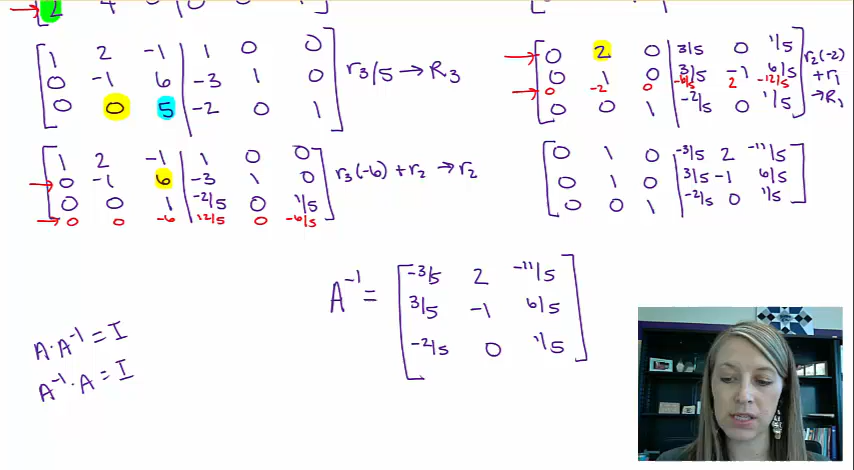 2
1 2 -1 | 1 0 0
0 -1 6 | -3 1 0
0 0 5 | -2 0 1
r3/5 → R3
1 2 -1 | 1 0 0
0 -1 6 | -3 1 0
0 0 1 | -2/5 0 1/5
0 0 -6 12/5 0 -6/5
r3(-6) + r2 → r2
0 2 0 | 3/5 0 1/5
0 1 0 | 3/5 -1 6/5
0 -2 0 -6/5 2 -12/5
0 0 1 | -2/5 0 1/5
r2(-2)
+r1
→R1
0 1 0 | -3/5 2 -11/5
0 1 0 | 3/5 -1 6/5
0 0 1 | -2/5 0 1/5
A⁻¹ =
-3/5 2 -11/5
3/5 -1 6/5
-2/5 0 1/5
A·A⁻¹ = I
A⁻¹·A = I